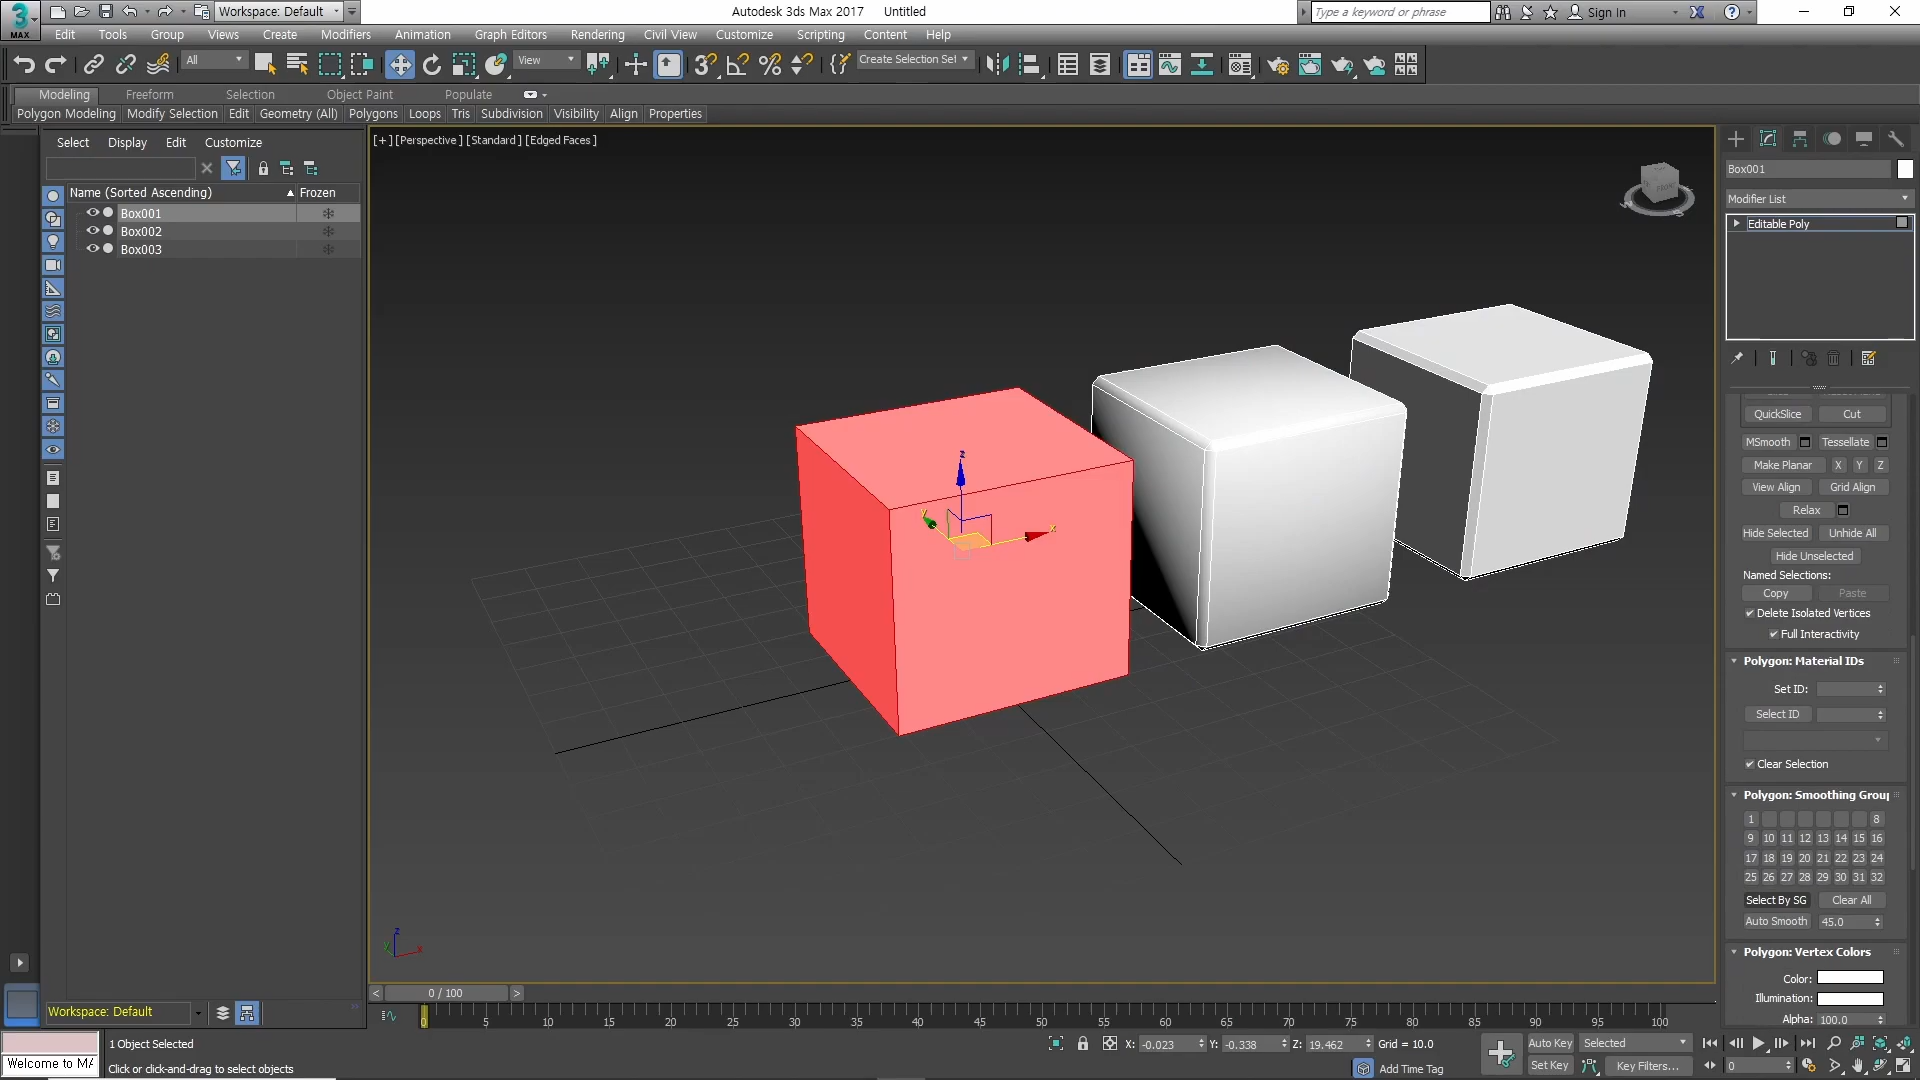 Workspace: Default
Autodesk 3ds Max 2017 Untitled
Type a keyword or phrase
Sign In
3
MAX
Edit Tools Group Views Create Modifiers Animation Graph Editors Rendering Civil View Customize Scripting Content Help
All
View
Create Selection Set
Modeling Freeform Selection Object Paint Populate
Polygon Modeling Modify Selection Edit Geometry (All) Polygons Loops Tris Subdivision Visibility Align Properties
Select Display Edit Customize
Name (Sorted Ascending) Frozen
Box001
Box002
Box003
[+] [Perspective] [Standard] [Edged Faces]
FRONT
z
y
x
z
y
x
Box001
Modifier List
Editable Poly
QuickSlice Cut
MSmooth Tessellate
Make Planar X Y Z
View Align Grid Align
Relax
Hide Selected Unhide All
Hide Unselected
Named Selections:
Copy Paste
Delete Isolated Vertices
Full Interactivity
Polygon: Material IDs
Set ID:
Select ID
Clear Selection
Polygon: Smoothing Group
1 8
9 10 11 12 13 14 15 16
17 18 19 20 21 22 23 24
25 26 27 28 29 30 31 32
Select By SG Clear All
Auto Smooth 45.0
Polygon: Vertex Colors
Color:
Illumination:
Alpha: 100.0
Workspace: Default
< 0 / 100 >
0 5 10 15 20 25 30 35 40 45 50 55 60 65 70 75 80 85 90 95 100
1 Object Selected
Click or click-and-drag to select objects
Welcome to MA
X: -0.023 Y: -0.338 Z: 19.462 Grid = 10.0
Add Time Tag
Auto Key Selected
Set Key Key Filters...
0